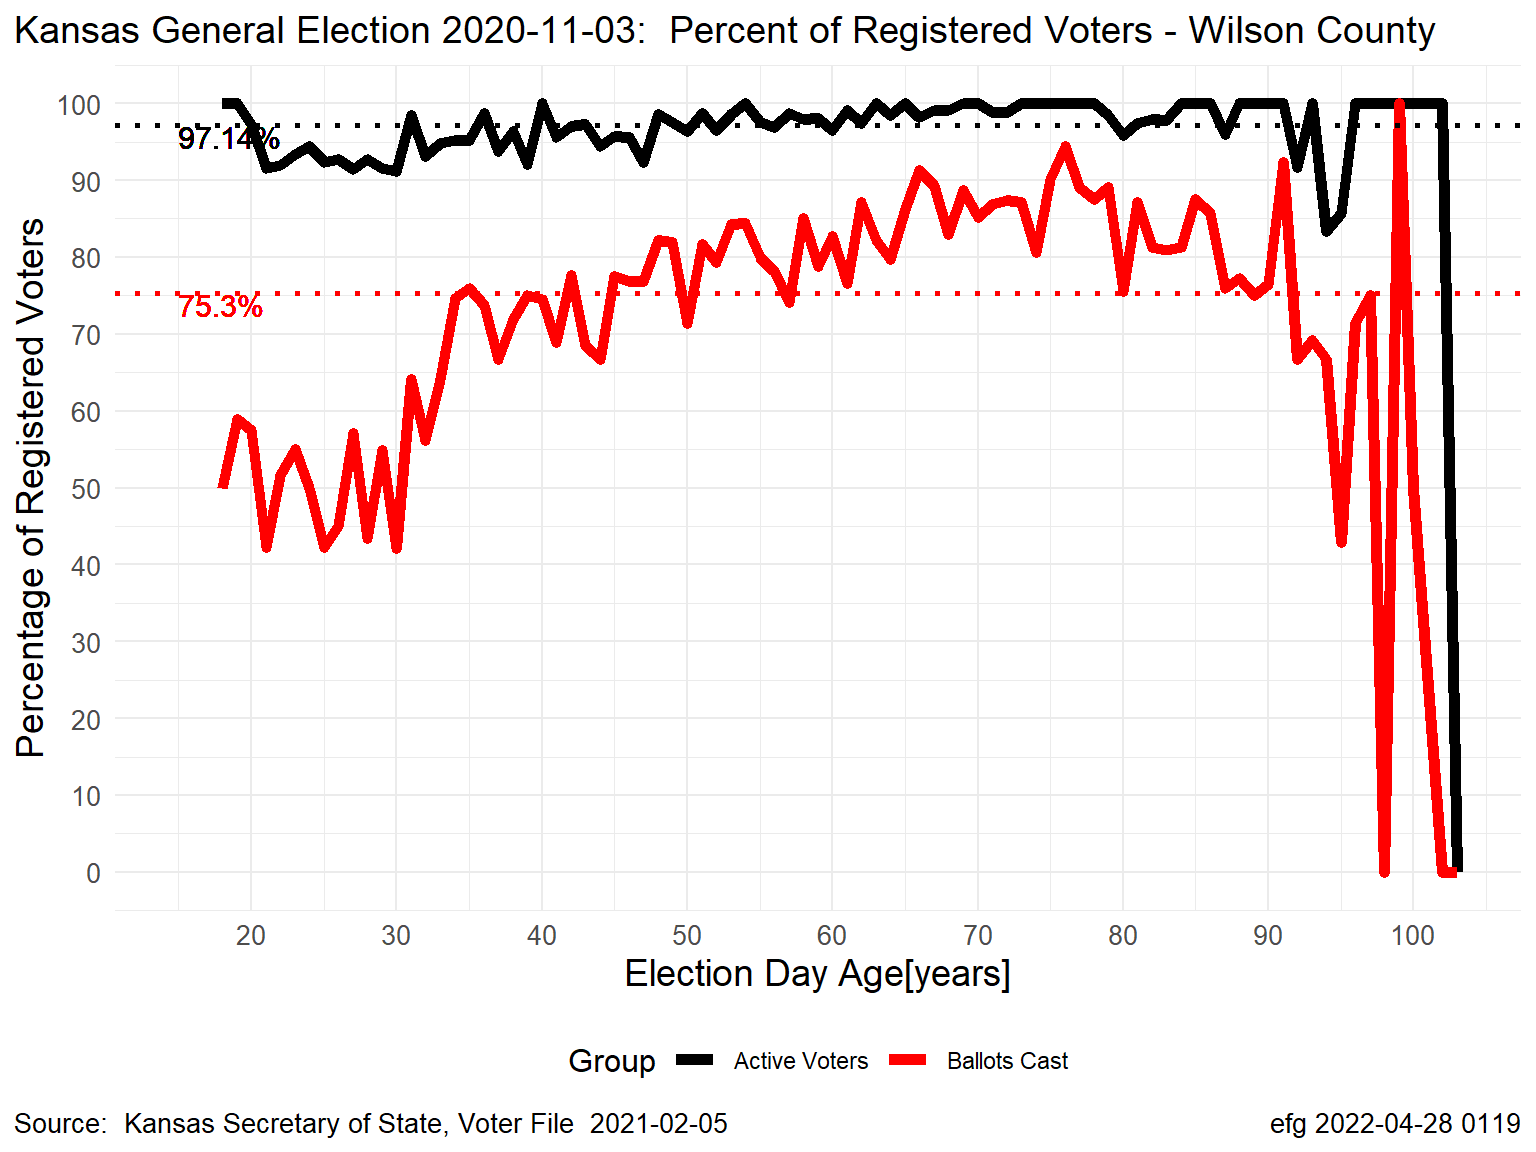 Kansas General Election 2020-11-03:  Percent of Registered Voters - Wilson County
Percentage of Registered Voters
100
90
80
70
60
50
40
30
20
10
0
97.14%
75.3%
20 30 40 50 60 70 80 90 100
Election Day Age[years]
Group Active Voters Ballots Cast
Source:  Kansas Secretary of State, Voter File  2021-02-05
efg 2022-04-28 0119